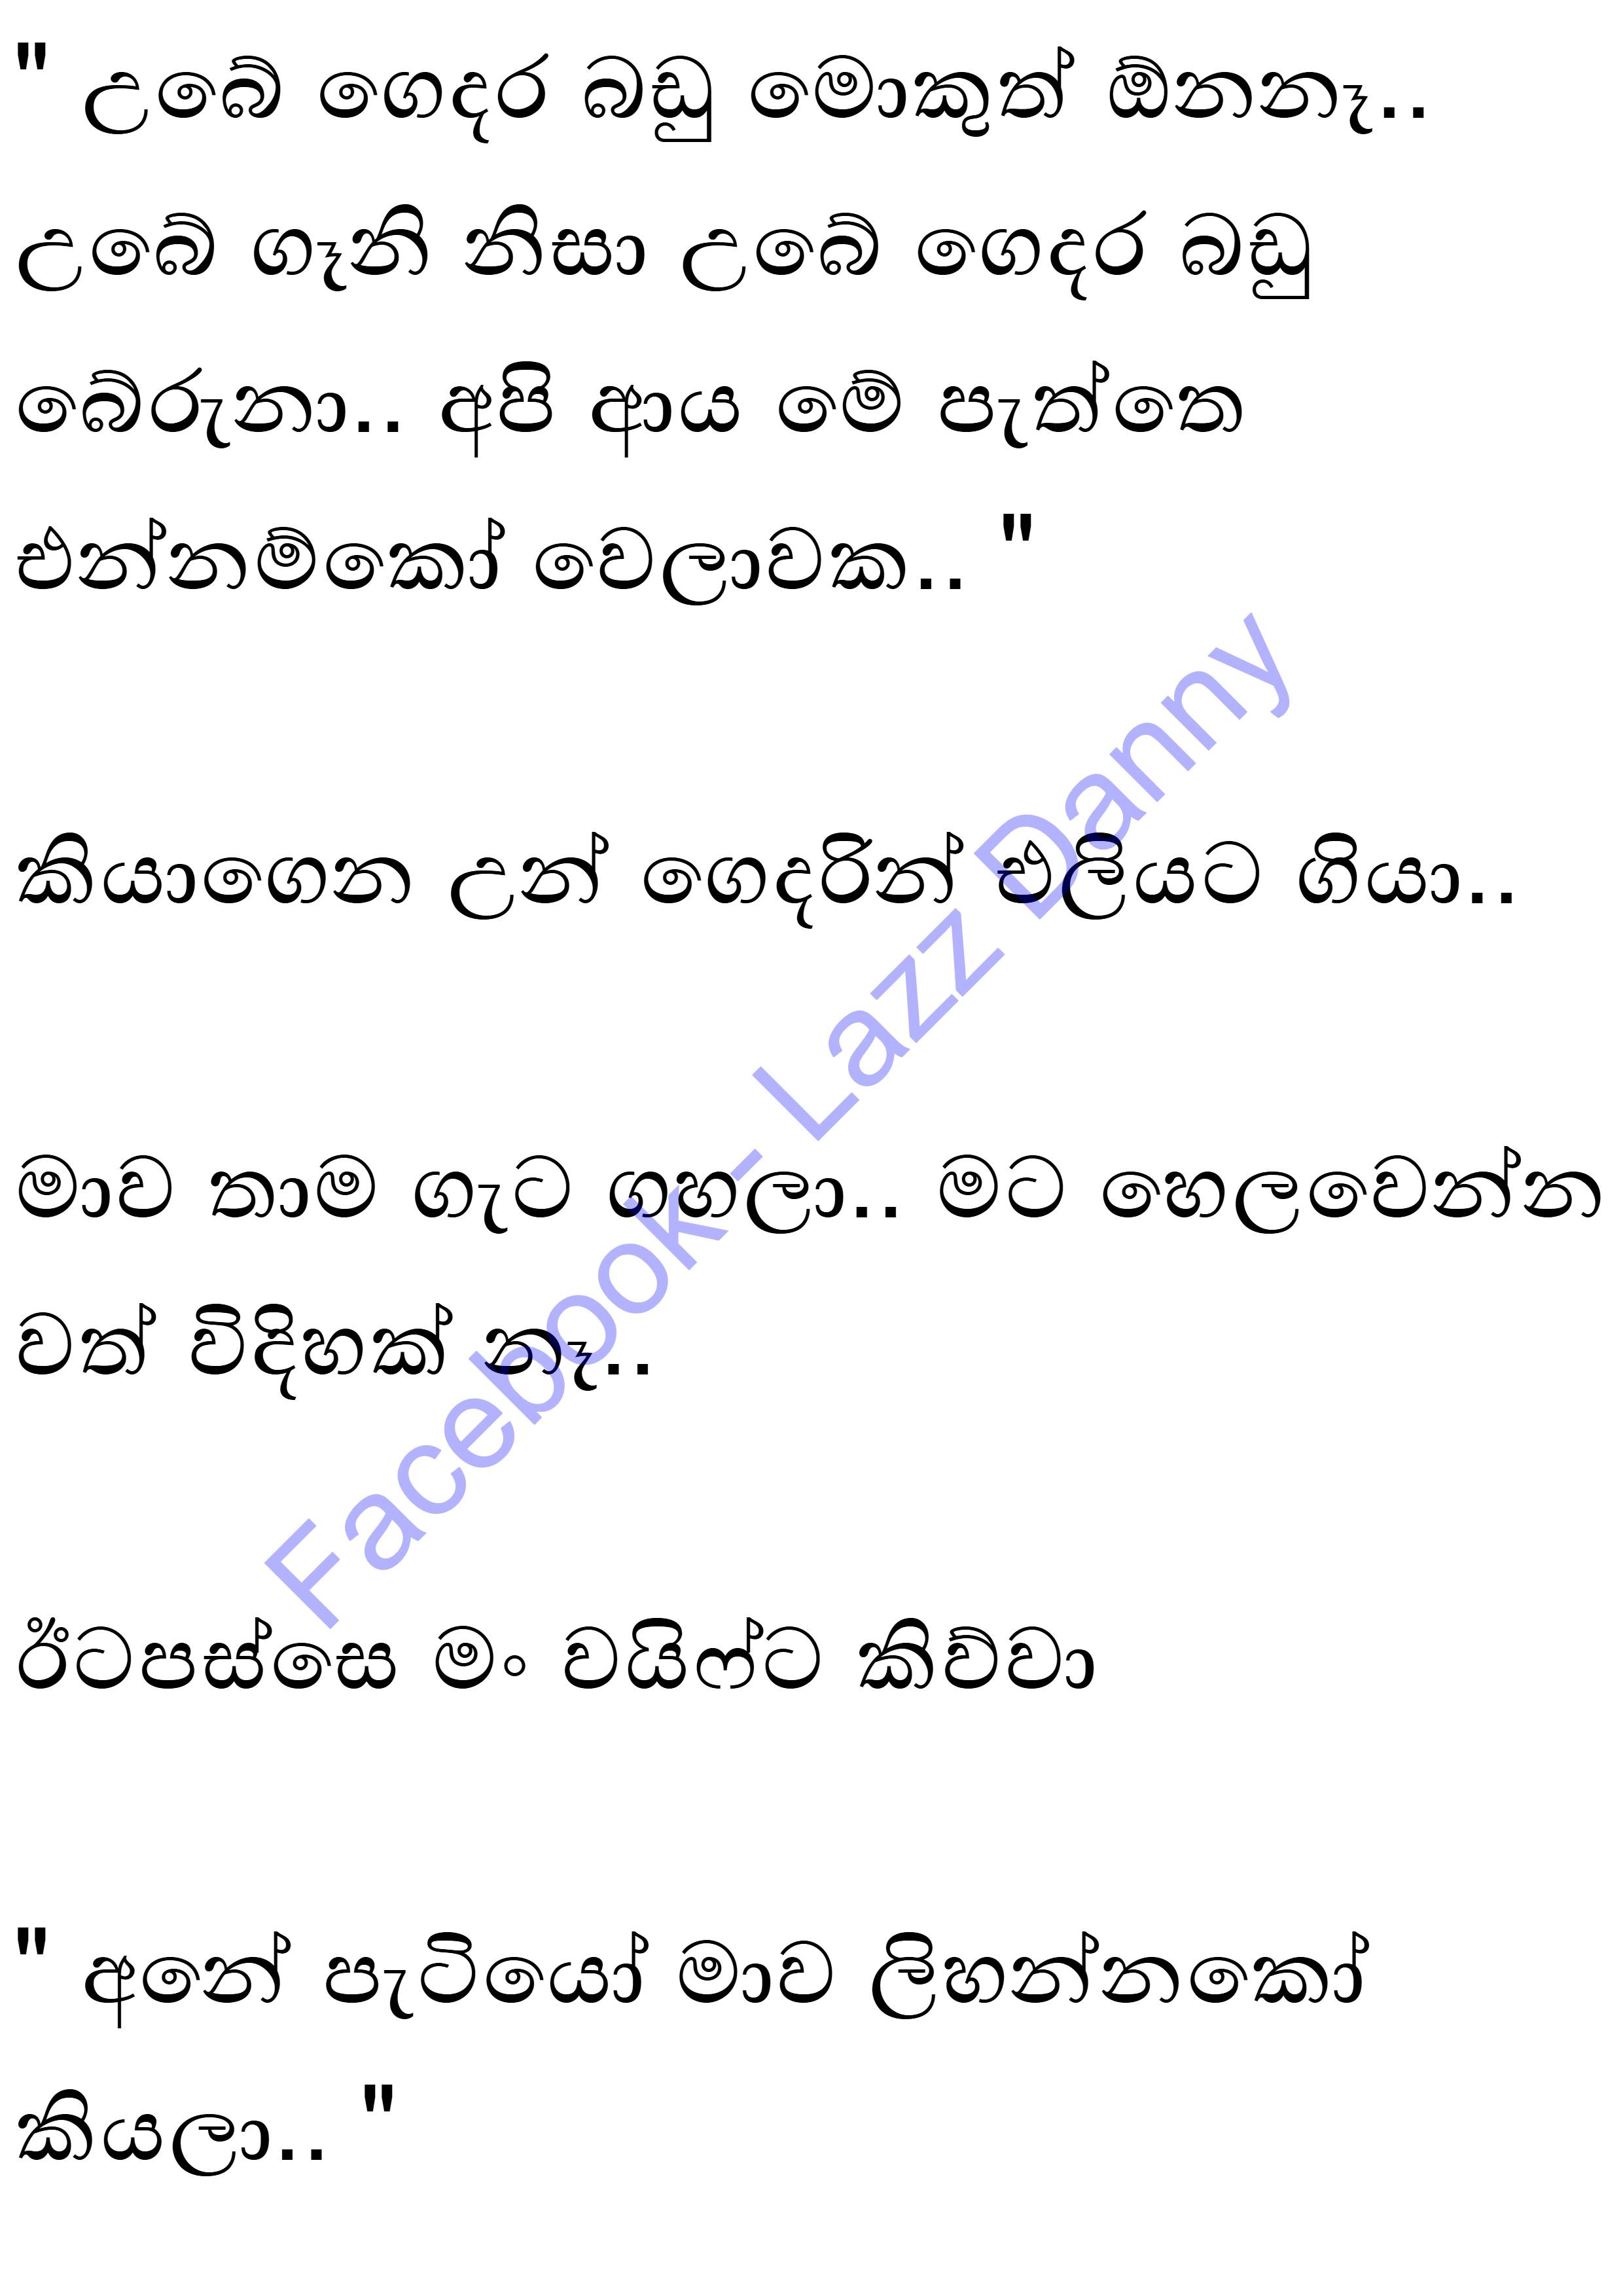 " උබේ ගෙදර බඩු මොකුත් ඕනනෑ..
උබේ ගෑනි නිසා උබේ ගෙදර බඩු
බේරුනා.. අපි ආය මේ පැත්තෙ
එන්නම්කෝ වෙලාවක.. "
කියාගෙන උන් ගෙදරින් එලියට ගියා..
මාව තාම ගැට ගහලා.. මට හෙලවෙන්න
වත් විදිහක් නෑ..
ඊටපස්සෙ මං වයිෆ්ට කිව්වා
" අනේ පැටියෝ මාව ලිහන්නකෝ
කියලා.. "
Facebook- Lazz Danny